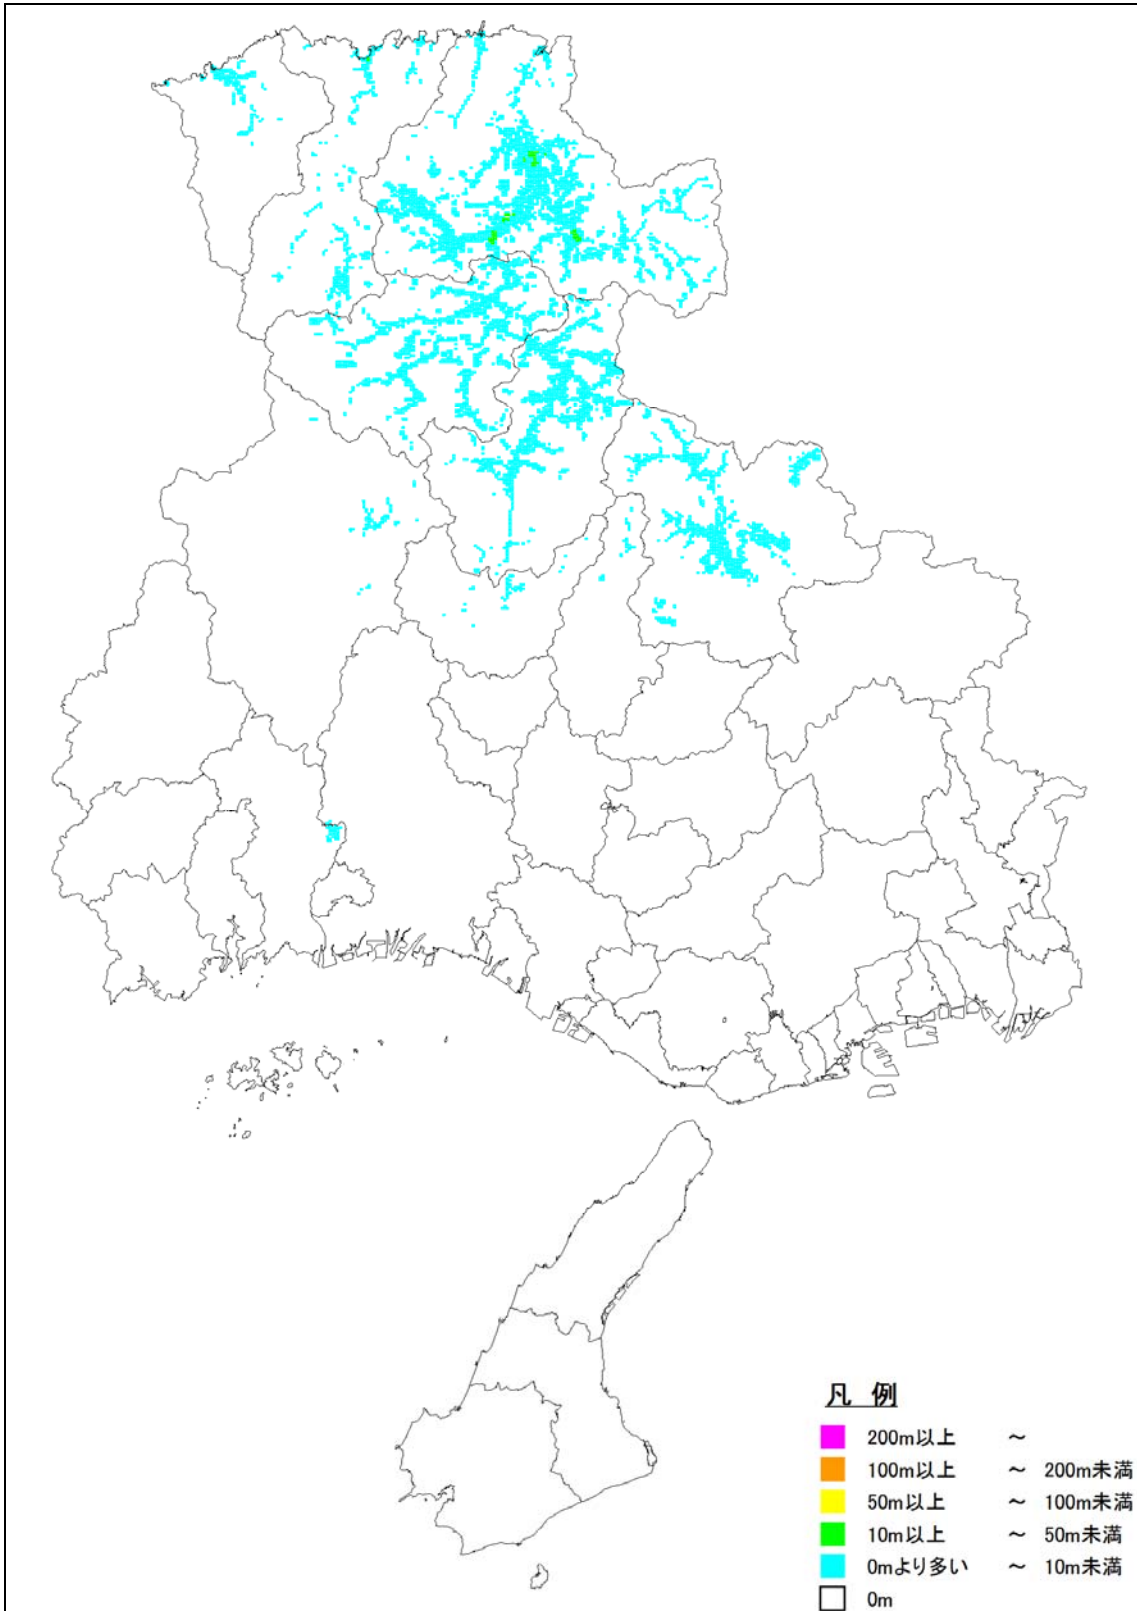 凡 例
200m以上 ～
100m以上 ～ 200m未満
50m以上 ～ 100m未満
10m以上 ～ 50m未満
0mより多い ～ 10m未満
0m